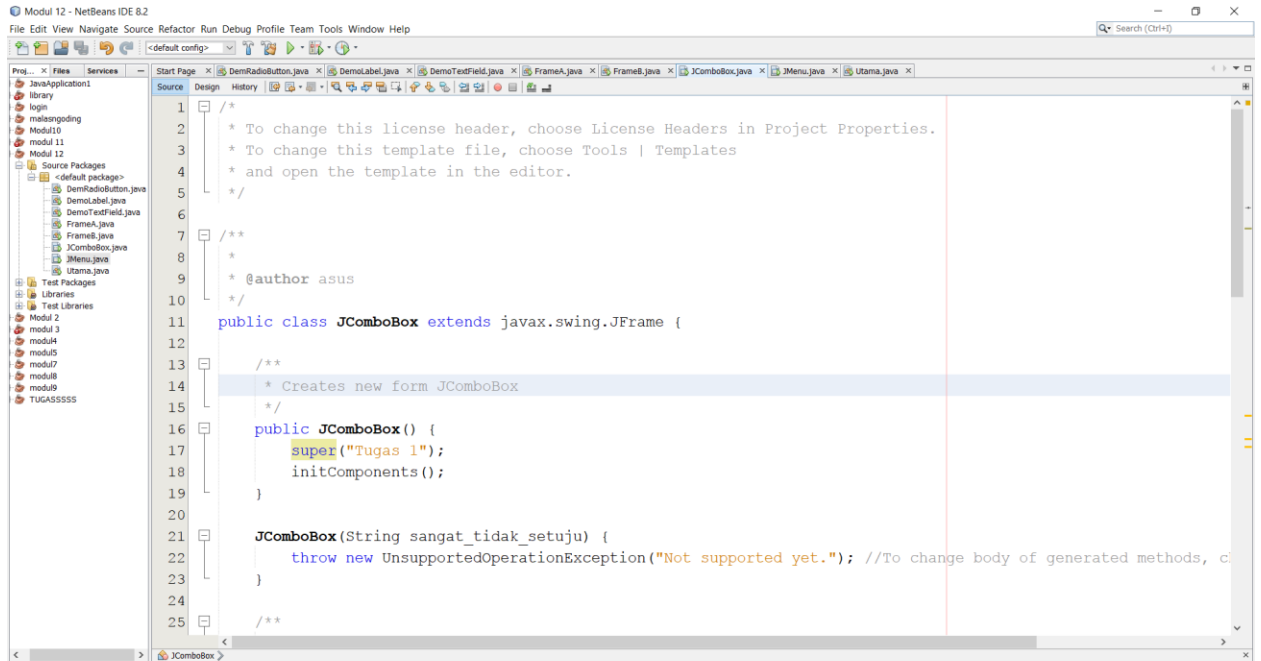 Modul 12 - NetBeans IDE 8.2
File Edit View Navigate Source Refactor Run Debug Profile Team Tools Window Help
Search (Ctrl+I)
<default config>
Proj... Files Services
Start Page DemRadioButton.java DemoLabel.java DemoTextField.java FrameA.java FrameB.java JComboBox.java JMenu.java Utama.java
Source Design History
JavaApplication1
library
login
malasngoding
Modul10
modul 11
Modul 12
Source Packages
<default package>
DemRadioButton.java
DemoLabel.java
DemoTextField.java
FrameA.java
FrameB.java
JComboBox.java
JMenu.java
Utama.java
Test Packages
Libraries
Test Libraries
Modul 2
modul 3
modul4
modul5
modul7
modul8
modul9
TUGASSSSS
1 /*
2 * To change this license header, choose License Headers in Project Properties.
3 * To change this template file, choose Tools | Templates
4 * and open the template in the editor.
5 */
6
7 /**
8 *
9 * @author asus
10 */
11 public class JComboBox extends javax.swing.JFrame {
12
13 /**
14 * Creates new form JComboBox
15 */
16 public JComboBox() {
17 super("Tugas 1");
18 initComponents();
19 }
20
21 JComboBox(String sangat_tidak_setuju) {
22 throw new UnsupportedOperationException("Not supported yet."); //To change body of generated methods, c
23 }
24
25 /**
JComboBox